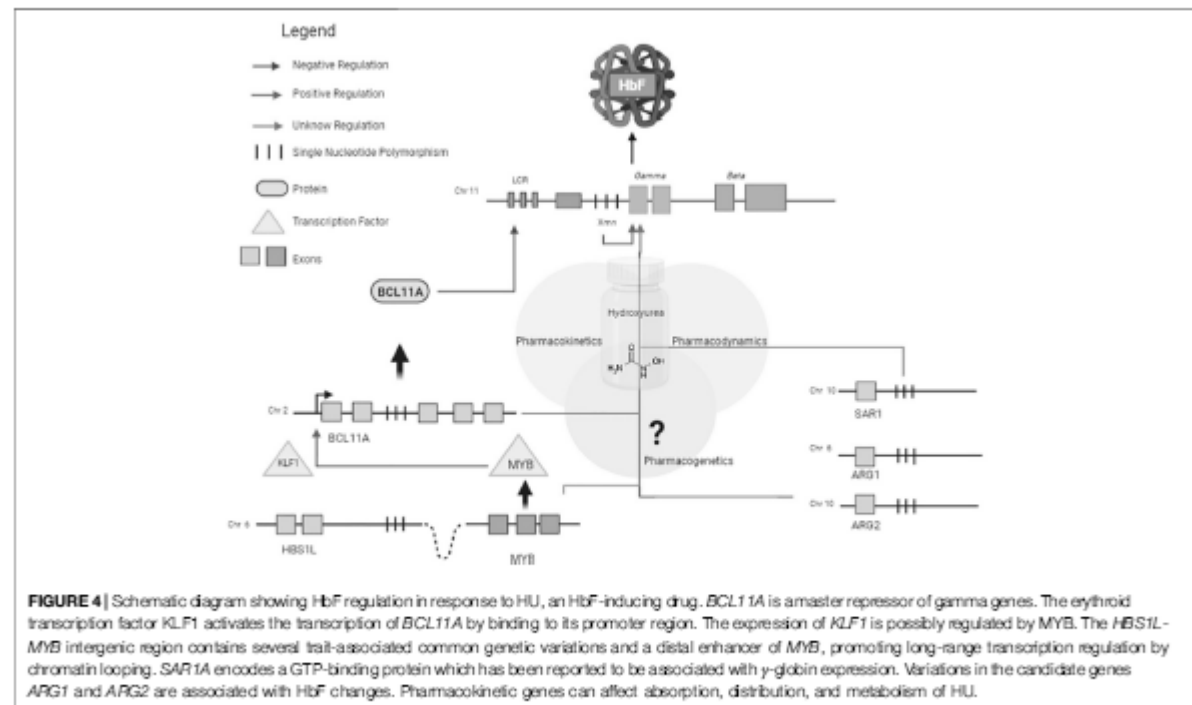 Legend
Negative Regulation
Positive Regulation
Unknow Regulation
Single Nucleotide Polymorphism
Protein
Transcription Factor
Exons
HbF
Chr 11
LCR
Gamma
Beta
Xmn
BCL11A
Hydroxyurea
Pharmacokinetics
Pharmacodynamics
O
H₂N
N
H
OH
Chr 10
SAR1
Chr 2
BCL11A
?
Pharmacogenetics
KLF1
MYB
Chr 6
ARG1
Chr 10
ARG2
Chr 6
HBS1L
MYB
FIGURE 4 | Schematic diagram showing HbF regulation in response to HU, an HbF-inducing drug. BCL11A is a master repressor of gamma genes. The erythroid
transcription factor KLF1 activates the transcription of BCL11A by binding to its promoter region. The expression of KLF1 is possibly regulated by MYB. The HBS1L-
MYB intergenic region contains several trait-associated common genetic variations and a distal enhancer of MYB, promoting long-range transcription regulation by
chromatin looping. SAR1A encodes a GTP-binding protein which has been reported to be associated with γ-globin expression. Variations in the candidate genes
ARG1 and ARG2 are associated with HbF changes. Pharmacokinetic genes can affect absorption, distribution, and metabolism of HU.